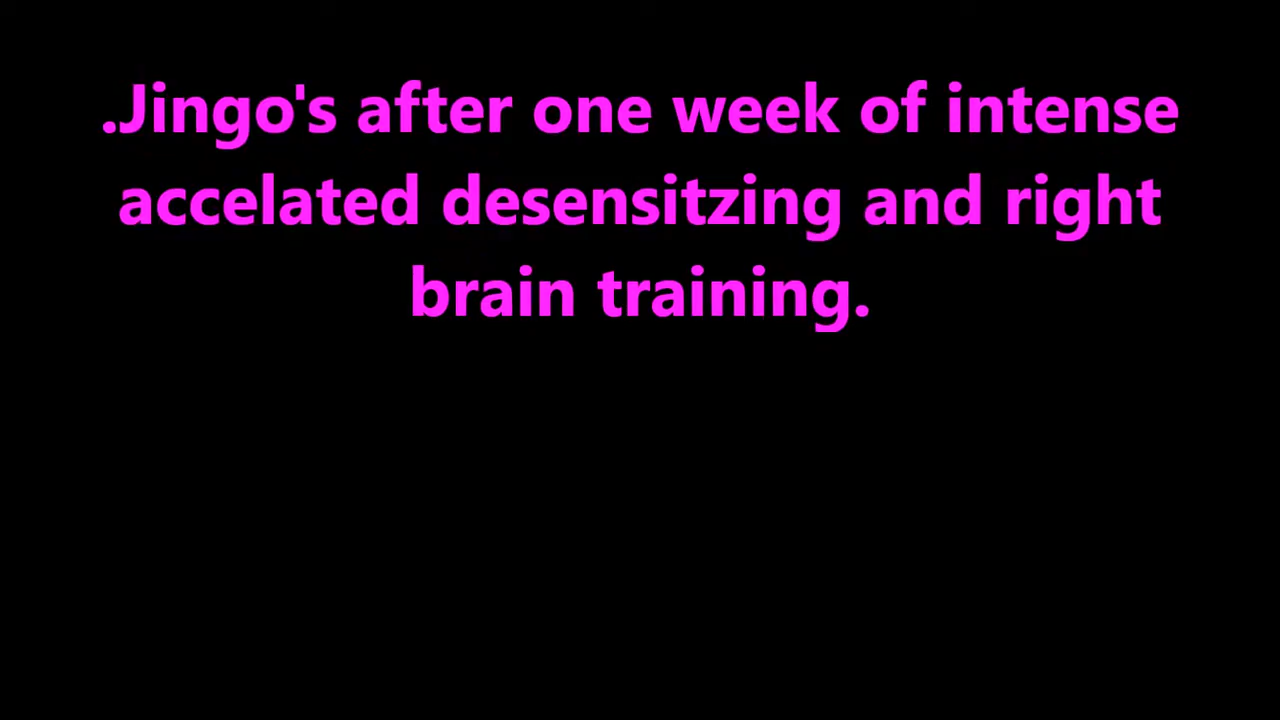 .Jingo's after one week of intense
accelated desensitzing and right
brain training.